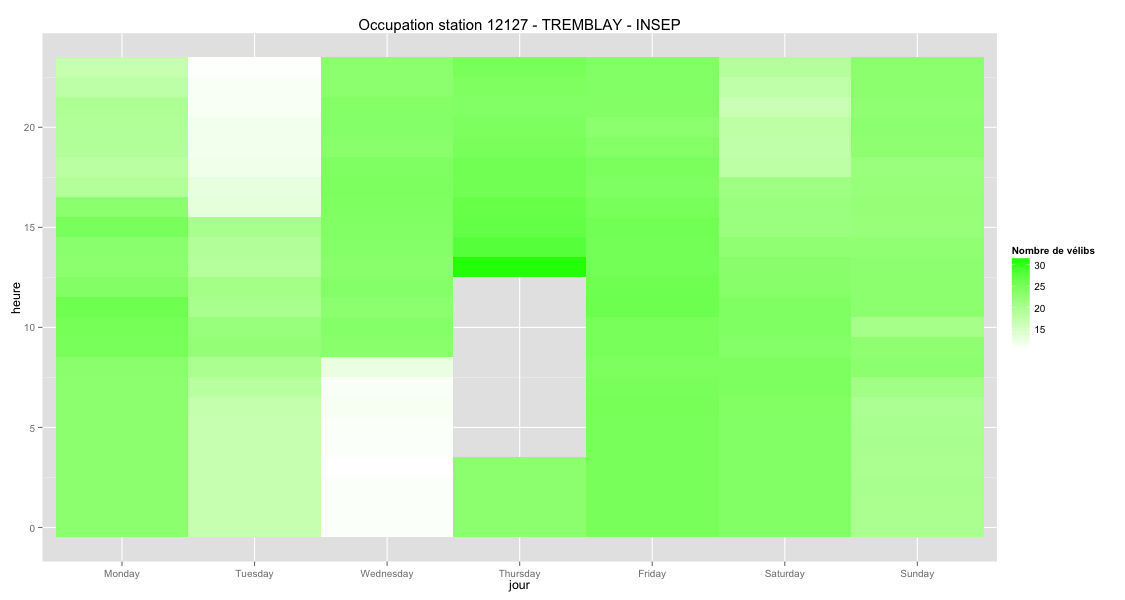 Occupation station 12127 - TREMBLAY - INSEP
heure
20
15
10
5
0
Monday Tuesday Wednesday Thursday Friday Saturday Sunday
jour
Nombre de vélibs
30
25
20
15